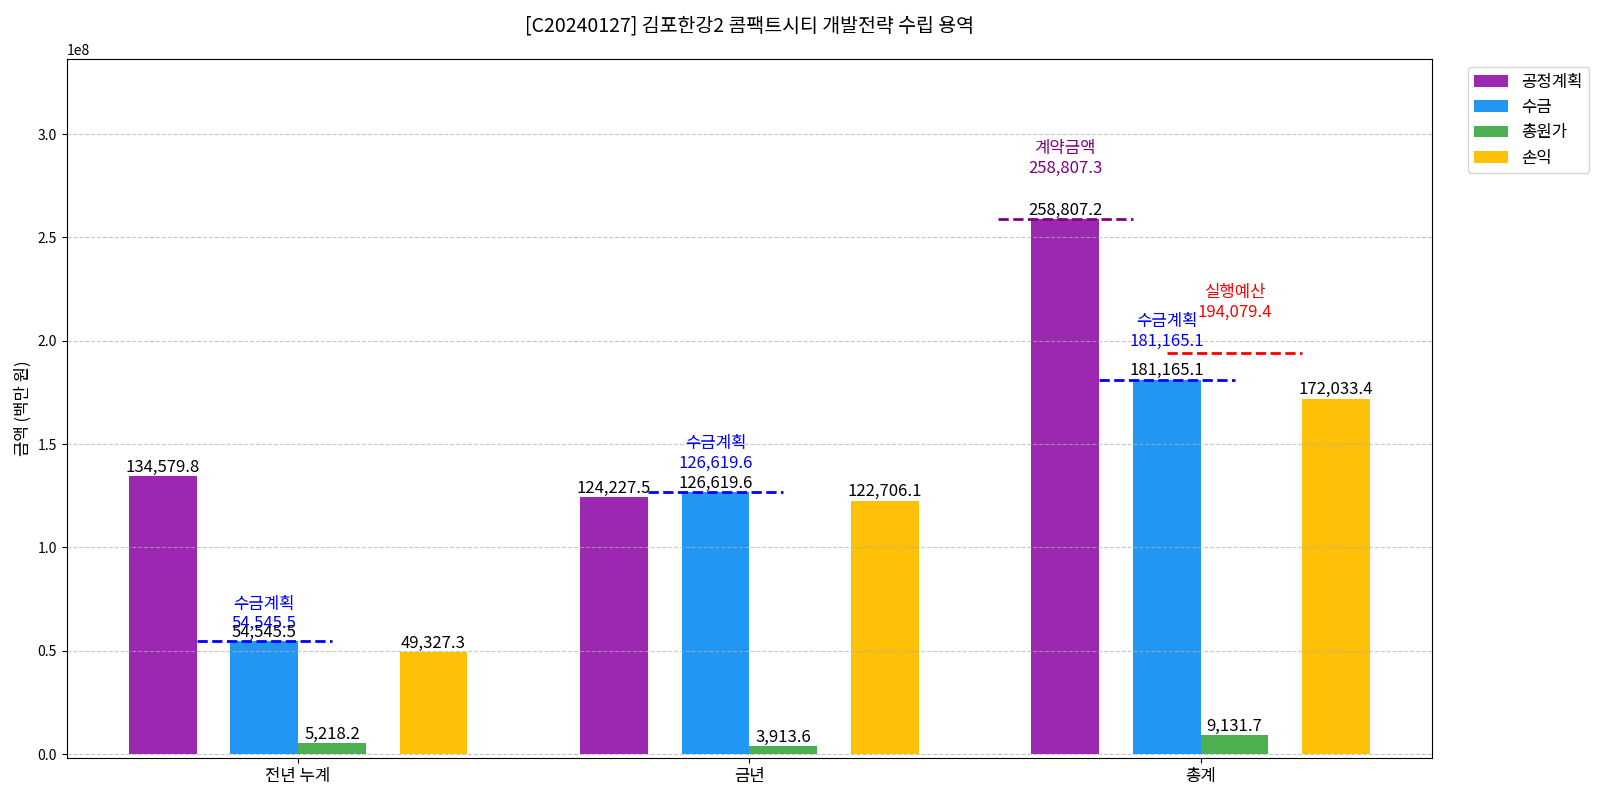 [C20240127] 김포한강2 콤팩트시티 개발전략 수립 용역
1e8
금액 (백만 원)
3.0
2.5
2.0
1.5
1.0
0.5
0.0
134,579.8
수금계획
54,545.5
54,545.5
5,218.2
49,327.3
124,227.5
수금계획
126,619.6
126,619.6
3,913.6
122,706.1
계약금액
258,807.3
258,807.2
수금계획
181,165.1
181,165.1
실행예산
194,079.4
9,131.7
172,033.4
전년 누계
금년
총계
공정계획
수금
총원가
손익